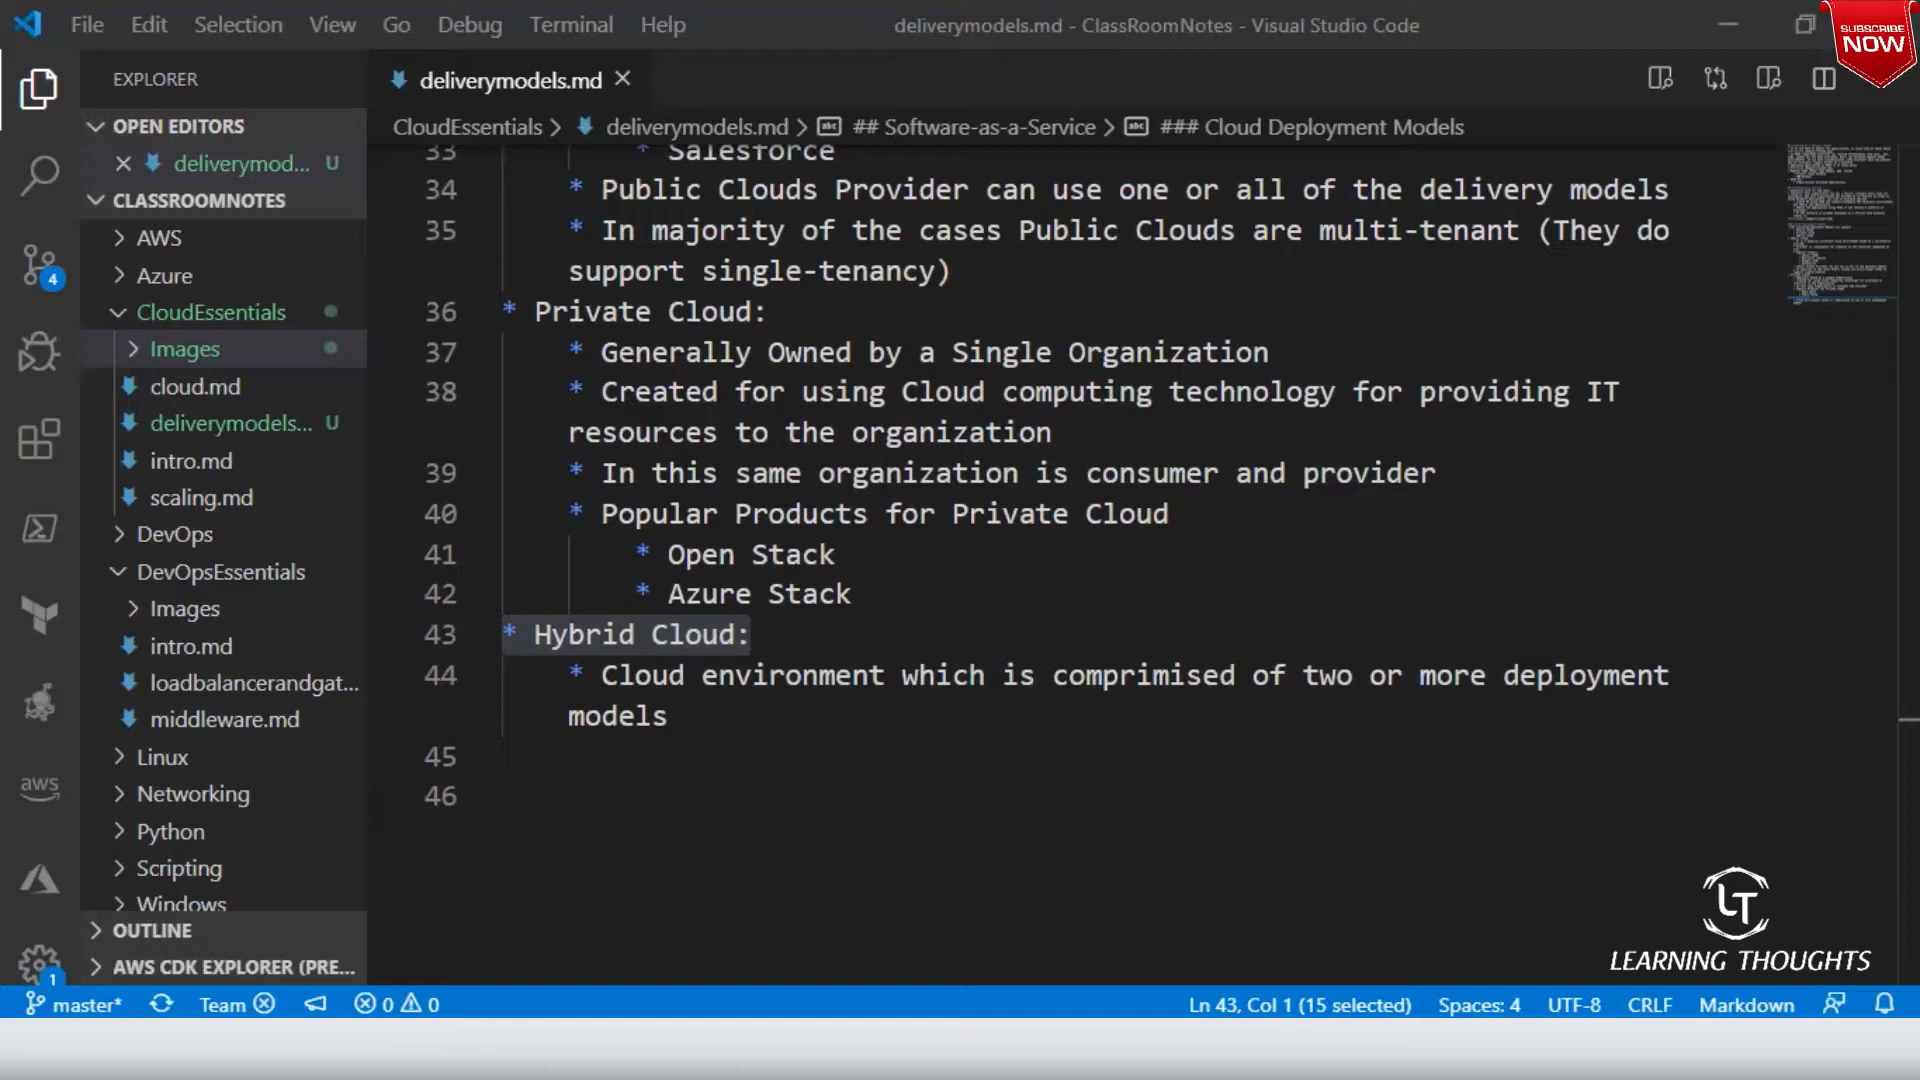 File Edit Selection View Go Debug Terminal Help
deliverymodels.md - ClassRoomNotes - Visual Studio Code
SUBSCRIBE
NOW
EXPLORER
OPEN EDITORS
deliverymod... U
CLASSROOMNOTES
AWS
Azure
CloudEssentials
Images
cloud.md
deliverymodels... U
intro.md
scaling.md
DevOps
DevOpsEssentials
Images
intro.md
loadbalancerandgat...
middleware.md
Linux
Networking
Python
Scripting
Windows
OUTLINE
AWS CDK EXPLORER (PRE...
4
aws
1
deliverymodels.md
CloudEssentials > deliverymodels.md > abc ## Software-as-a-Service > abc ### Cloud Deployment Models
33 * Salesforce
34 * Public Clouds Provider can use one or all of the delivery models
35 * In majority of the cases Public Clouds are multi-tenant (They do
support single-tenancy)
36 * Private Cloud:
37 * Generally Owned by a Single Organization
38 * Created for using Cloud computing technology for providing IT
resources to the organization
39 * In this same organization is consumer and provider
40 * Popular Products for Private Cloud
41 * Open Stack
42 * Azure Stack
43 * Hybrid Cloud:
44 * Cloud environment which is comprimised of two or more deployment
models
45
46
LT
LEARNING THOUGHTS
master* Team 0 0 Ln 43, Col 1 (15 selected) Spaces: 4 UTF-8 CRLF Markdown